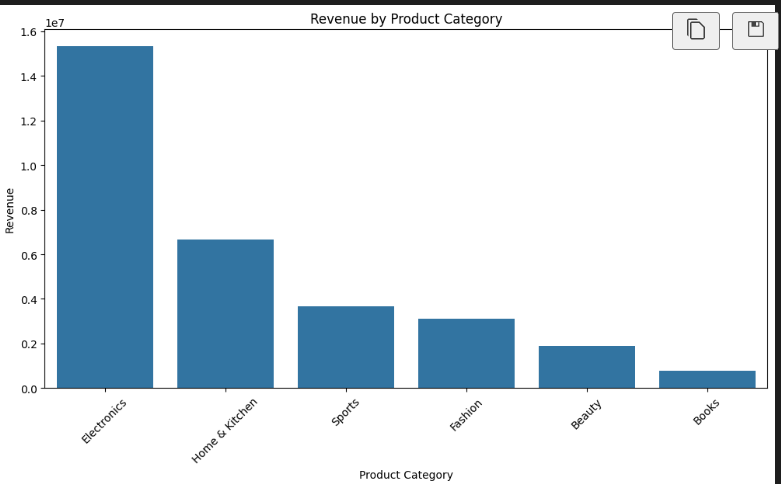 Revenue by Product Category
1e7
1.6
1.4
1.2
1.0
0.8
0.6
0.4
0.2
0.0
Revenue
Electronics
Home & Kitchen
Sports
Fashion
Beauty
Books
Product Category